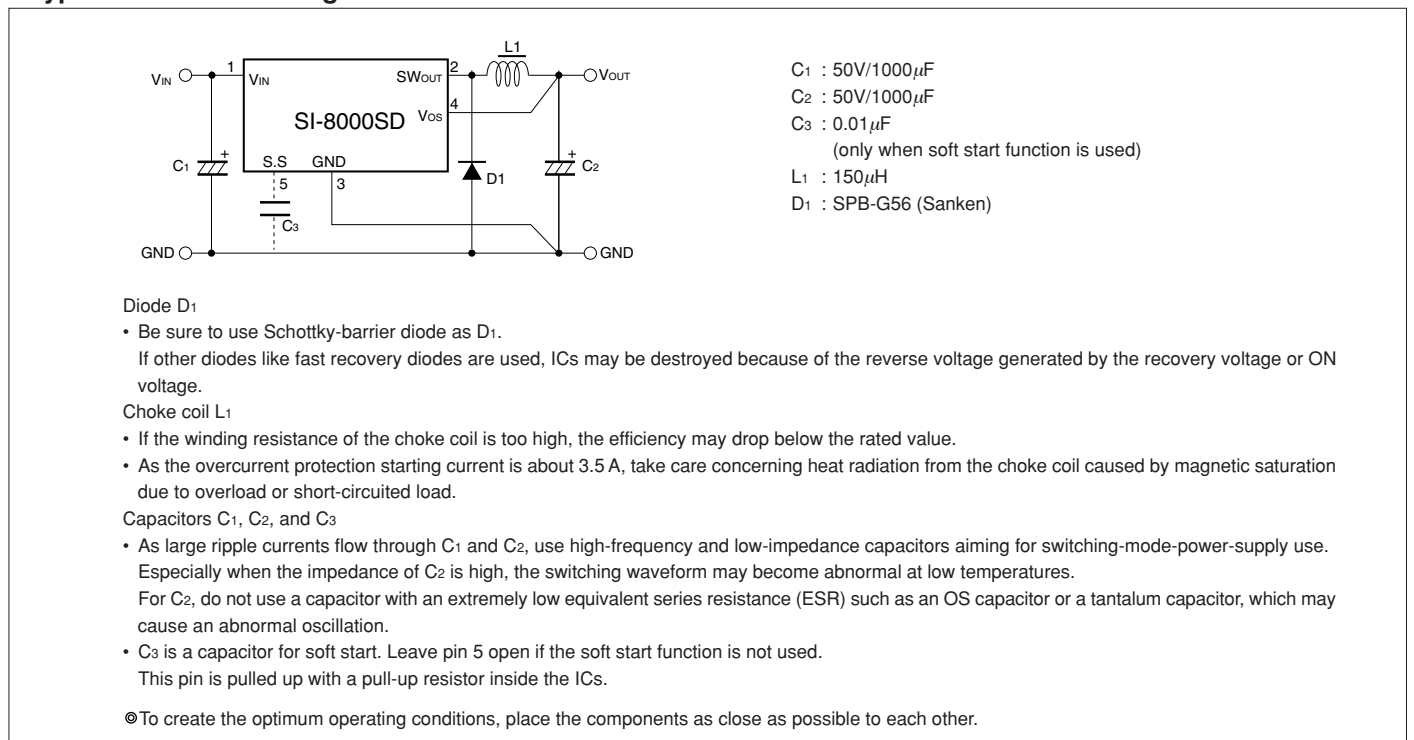 L1
VIN
1
VIN
SWOUT
2
VOUT
4
VOS
SI-8000SD
C1
+
S.S
GND
5
3
C3
D1
+
C2
GND
GND
C1 : 50V/1000μF
C2 : 50V/1000μF
C3 : 0.01μF
(only when soft start function is used)
L1 : 150μH
D1 : SPB-G56 (Sanken)
Diode D1
• Be sure to use Schottky-barrier diode as D1.
If other diodes like fast recovery diodes are used, ICs may be destroyed because of the reverse voltage generated by the recovery voltage or ON
voltage.
Choke coil L1
• If the winding resistance of the choke coil is too high, the efficiency may drop below the rated value.
• As the overcurrent protection starting current is about 3.5 A, take care concerning heat radiation from the choke coil caused by magnetic saturation
due to overload or short-circuited load.
Capacitors C1, C2, and C3
• As large ripple currents flow through C1 and C2, use high-frequency and low-impedance capacitors aiming for switching-mode-power-supply use.
Especially when the impedance of C2 is high, the switching waveform may become abnormal at low temperatures.
For C2, do not use a capacitor with an extremely low equivalent series resistance (ESR) such as an OS capacitor or a tantalum capacitor, which may
cause an abnormal oscillation.
• C3 is a capacitor for soft start. Leave pin 5 open if the soft start function is not used.
This pin is pulled up with a pull-up resistor inside the ICs.
◎To create the optimum operating conditions, place the components as close as possible to each other.